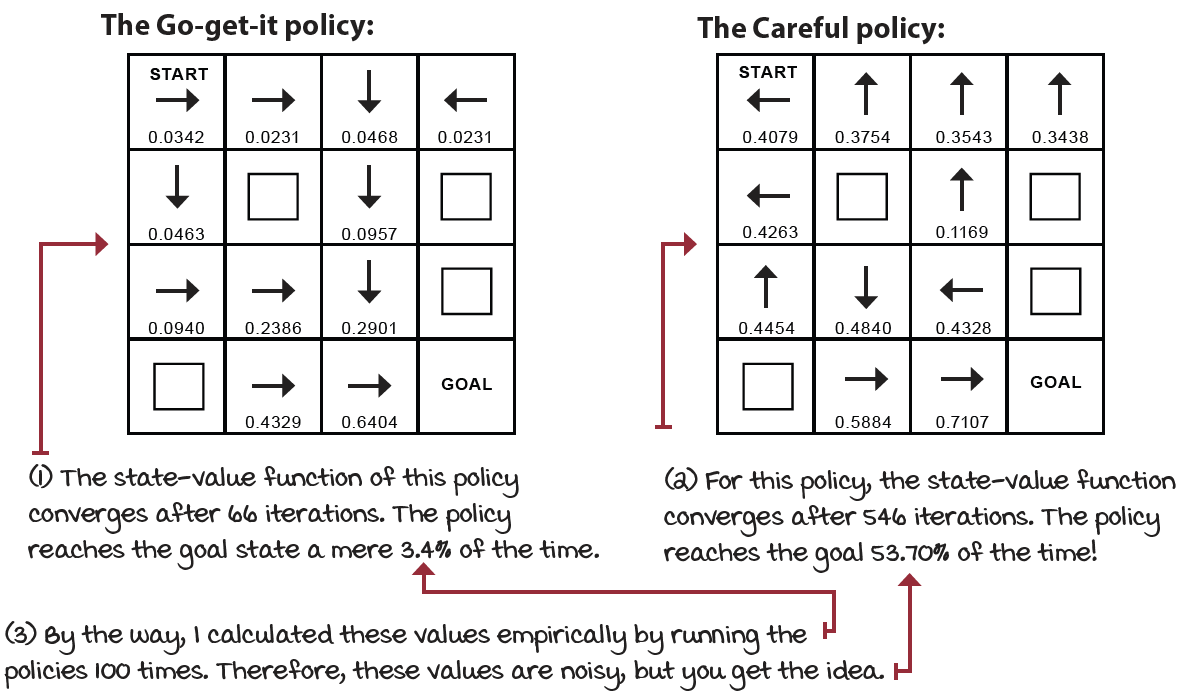 The Go-get-it policy:
START
0.0342 0.0231 0.0468 0.0231
0.0463 0.0957
0.0940 0.2386 0.2901
GOAL
0.4329 0.6404
The Careful policy:
START
0.4079 0.3754 0.3543 0.3438
0.4263 0.1169
0.4454 0.4840 0.4328
GOAL
0.5884 0.7107
(1) The state-value function of this policy
converges after 66 iterations. The policy
reaches the goal state a mere 3.4% of the time.
(2) For this policy, the state-value function
converges after 546 iterations. The policy
reaches the goal 53.70% of the time!
(3) By the way, I calculated these values empirically by running the
policies 100 times. Therefore, these values are noisy, but you get the idea.